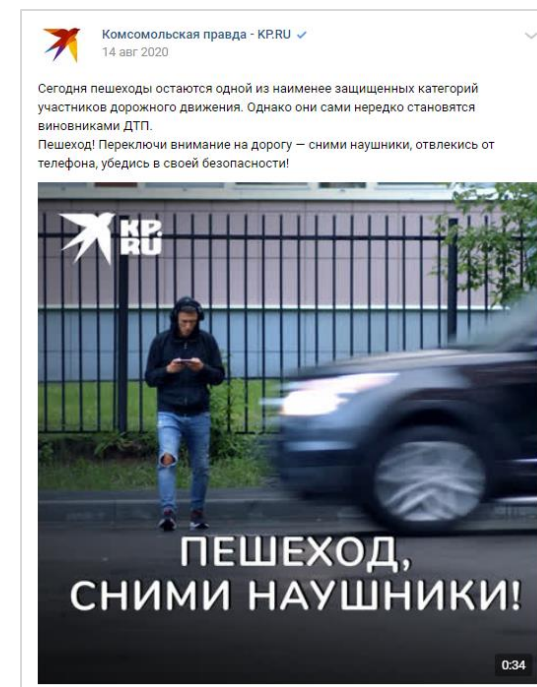 Комсомольская правда - KP.RU
14 авг 2020
Сегодня пешеходы остаются одной из наименее защищенных категорий
участников дорожного движения. Однако они сами нередко становятся
виновниками ДТП.
Пешеход! Переключи внимание на дорогу — сними наушники, отвлекись от
телефона, убедись в своей безопасности!
KP.
RU
ПЕШЕХОД,
СНИМИ НАУШНИКИ!
0:34